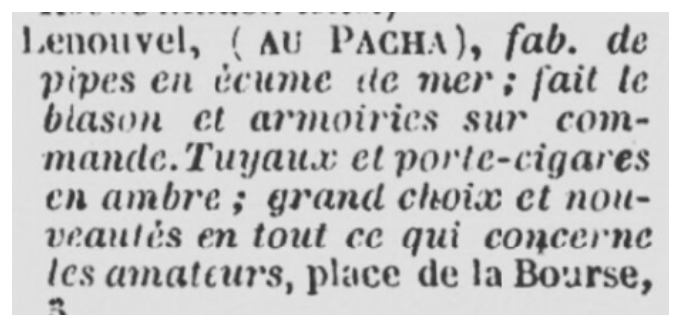 Lenouvel, ( AU PACHA), fab. de
pipes en écume de mer ; fait le
blason et armoiries sur com-
mande. Tuyaux et porte-cigares
en ambre ; grand choix et nou-
veautés en tout ce qui concerne
les amateurs, place de la Bourse,